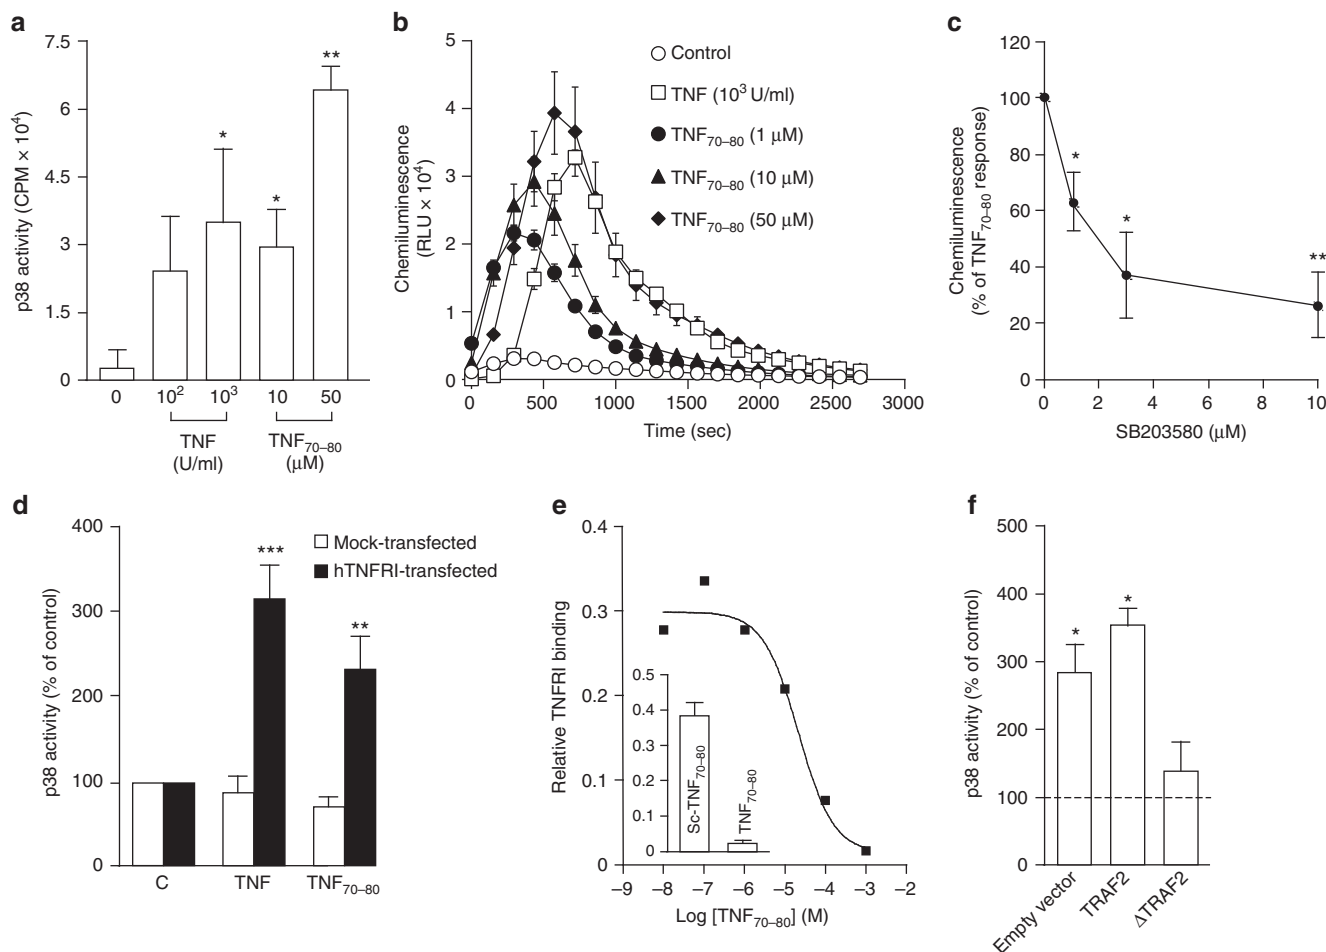 a
p38 activity (CPM × 10⁴)
7.5
6
4.5
3
1.5
0
*
*
**
0
10²
10³
10
50
TNF
(U/ml)
TNF₇₀₋₈₀
(μM)
b
Chemiluminescence
(RLU × 10⁴)
5
4
3
2
1
0
0
500
1000
1500
2000
2500
3000
Time (sec)
Control
TNF (10³ U/ml)
TNF₇₀₋₈₀ (1 μM)
TNF₇₀₋₈₀ (10 μM)
TNF₇₀₋₈₀ (50 μM)
c
Chemiluminescence
(% of TNF₇₀₋₈₀ response)
120
100
80
60
40
20
0
*
*
**
0
2
4
6
8
10
SB203580 (μM)
d
p38 activity (% of control)
400
300
200
100
0
Mock-transfected
hTNFRI-transfected
***
**
C
TNF
TNF₇₀₋₈₀
e
Relative TNFRI binding
0.4
0.3
0.2
0.1
0
0.5
0.4
0.3
0.2
0.1
0
Sc-TNF₇₀₋₈₀
TNF₇₀₋₈₀
−9
−8
−7
−6
−5
−4
−3
−2
Log [TNF₇₀₋₈₀] (M)
f
p38 activity (% of control)
500
400
300
200
100
0
*
*
Empty vector
TRAF2
ΔTRAF2